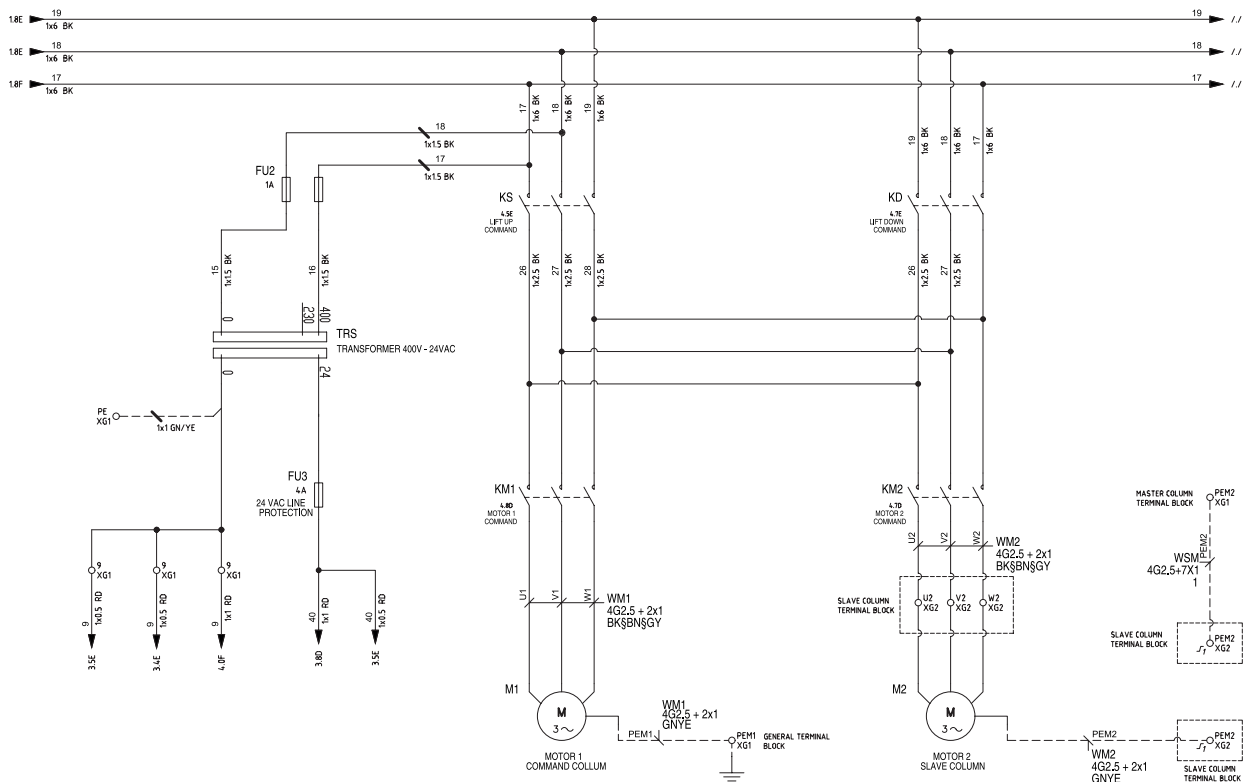 1.8E 19 1x6 BK 19 /./
1.8E 18 1x6 BK 18 /./
1.8F 17 1x6 BK 17 /./
17 1x6 BK
18 1x6 BK
19 1x6 BK
19 1x6 BK
18 1x6 BK
17 1x6 BK
18
1x1.5 BK
17
1x1.5 BK
FU2
1A
KS
4.5E
LIFT UP
COMMAND
KD
4.7E
LIFT DOWN
COMMAND
15 1x1.5 BK
16 1x1.5 BK
26 1x2.5 BK
27 1x2.5 BK
28 1x2.5 BK
26 1x2.5 BK
27 1x2.5 BK
1x2.5 BK
0
230
400
TRS
TRANSFORMER 400V - 24VAC
0
24
PE
XG1
1x1 GN/YE
FU3
4A
24 VAC LINE
PROTECTION
KM1
4.8D
MOTOR 1
COMMAND
KM2
4.7D
MOTOR 2
COMMAND
MASTER COLUMN
TERMINAL BLOCK
PEM2
XG1
U2
V2
W2
WM2
4G2.5 + 2x1
BK§BN§GY
PEM2
WSM
4G2.5+7X1
1
9
XG1
9
XG1
9
XG1
9 1x0.5 RD
9 1x0.5 RD
9 1x1 RD
40 1x1 RD
40 1x0.5 RD
3.5E
3.4E
4.0F
3.8D
3.5E
U1
V1
W1
WM1
4G2.5 + 2x1
BK§BN§GY
SLAVE COLUMN
TERMINAL BLOCK
U2
XG2
V2
XG2
W2
XG2
SLAVE COLUMN
TERMINAL BLOCK
PEM2
XG2
M1
M
3~
MOTOR 1
COMMAND COLLUM
WM1
4G2.5 + 2x1
GNYE
PEM1
PEM1
XG1
GENERAL TERMINAL
BLOCK
M2
M
3~
MOTOR 2
SLAVE COLUMN
PEM2
WM2
4G2.5 + 2x1
GNYE
PEM2
XG2
SLAVE COLUMN
TERMINAL BLOCK